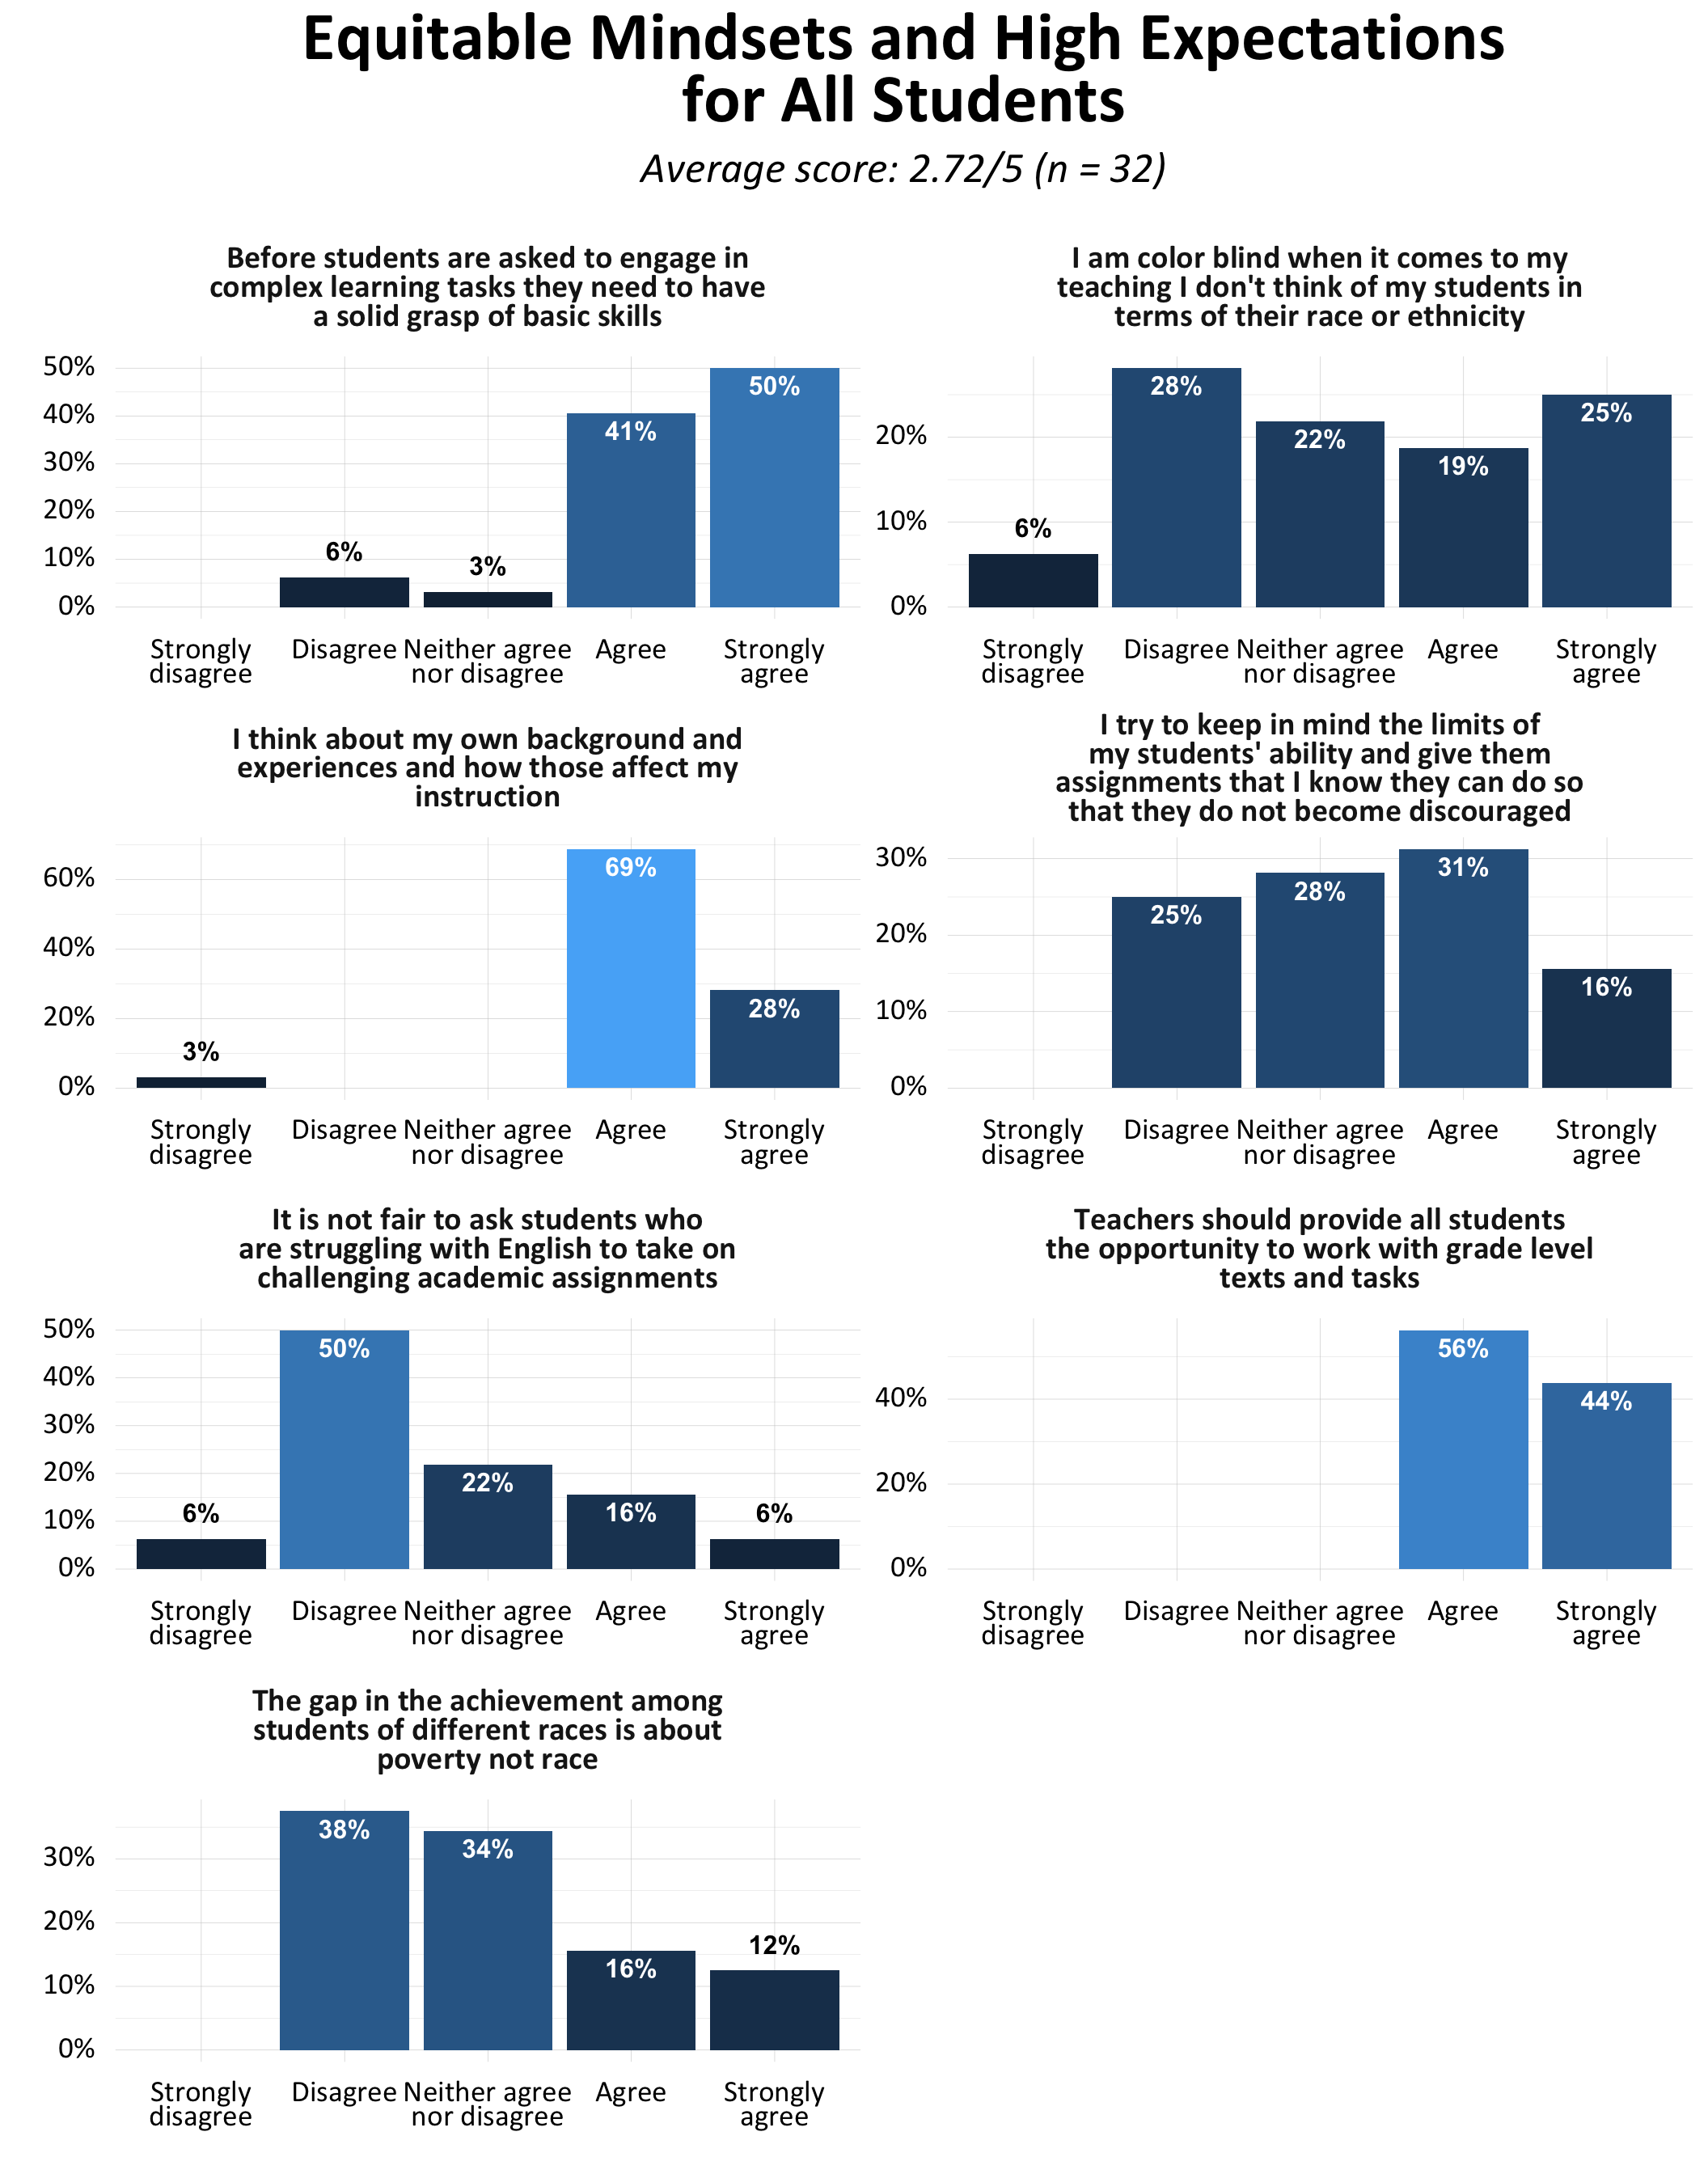 Equitable Mindsets and High Expectations
for All Students
Average score: 2.72/5 (n = 32)
Before students are asked to engage in
complex learning tasks they need to have
a solid grasp of basic skills
50%
40%
30%
20%
10%
0%
6%
3%
41%
50%
Strongly
disagree
Disagree
Neither agree
nor disagree
Agree
Strongly
agree
I am color blind when it comes to my
teaching I don't think of my students in
terms of their race or ethnicity
20%
10%
0%
6%
28%
22%
19%
25%
Strongly
disagree
Disagree
Neither agree
nor disagree
Agree
Strongly
agree
I think about my own background and
experiences and how those affect my
instruction
60%
40%
20%
0%
3%
69%
28%
Strongly
disagree
Disagree
Neither agree
nor disagree
Agree
Strongly
agree
I try to keep in mind the limits of
my students' ability and give them
assignments that I know they can do so
that they do not become discouraged
30%
20%
10%
0%
25%
28%
31%
16%
Strongly
disagree
Disagree
Neither agree
nor disagree
Agree
Strongly
agree
It is not fair to ask students who
are struggling with English to take on
challenging academic assignments
50%
40%
30%
20%
10%
0%
6%
50%
22%
16%
6%
Strongly
disagree
Disagree
Neither agree
nor disagree
Agree
Strongly
agree
Teachers should provide all students
the opportunity to work with grade level
texts and tasks
40%
20%
0%
56%
44%
Strongly
disagree
Disagree
Neither agree
nor disagree
Agree
Strongly
agree
The gap in the achievement among
students of different races is about
poverty not race
30%
20%
10%
0%
38%
34%
16%
12%
Strongly
disagree
Disagree
Neither agree
nor disagree
Agree
Strongly
agree